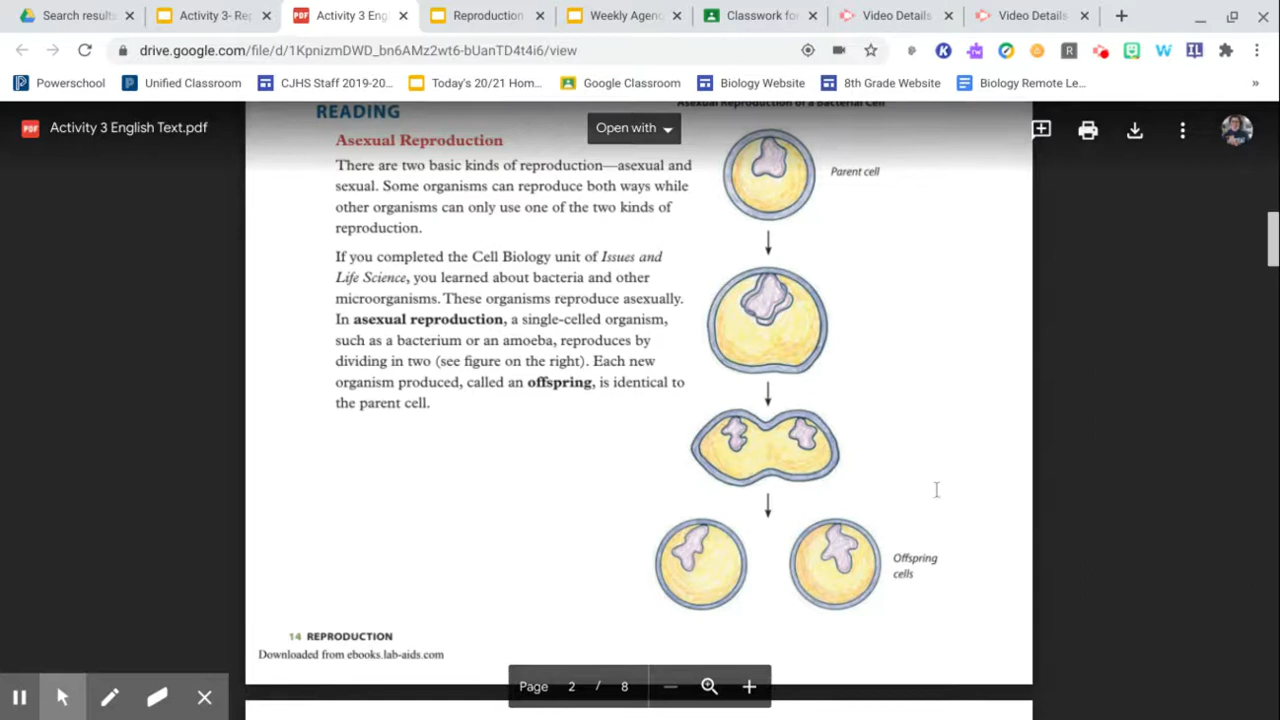 Search results
Activity 3- Rep
Activity 3 Eng
Reproduction
Weekly Agend
Classwork for
Video Details
Video Details
drive.google.com/file/d/1KpnizmDWD_bn6AMz2wt6-bUanTD4t4i6/view
Powerschool
Unified Classroom
CJHS Staff 2019-20...
Today's 20/21 Hom...
Google Classroom
Biology Website
8th Grade Website
Biology Remote Le...
»
PDF Activity 3 English Text.pdf
Open with
READING
Asexual Reproduction of a Bacterial Cell
Asexual Reproduction
There are two basic kinds of reproduction—asexual and
sexual. Some organisms can reproduce both ways while
other organisms can only use one of the two kinds of
reproduction.
If you completed the Cell Biology unit of Issues and
Life Science, you learned about bacteria and other
microorganisms. These organisms reproduce asexually.
In asexual reproduction, a single-celled organism,
such as a bacterium or an amoeba, reproduces by
dividing in two (see figure on the right). Each new
organism produced, called an offspring, is identical to
the parent cell.
Parent cell
Offspring
cells
14 REPRODUCTION
Downloaded from ebooks.lab-aids.com
Page 2 / 8